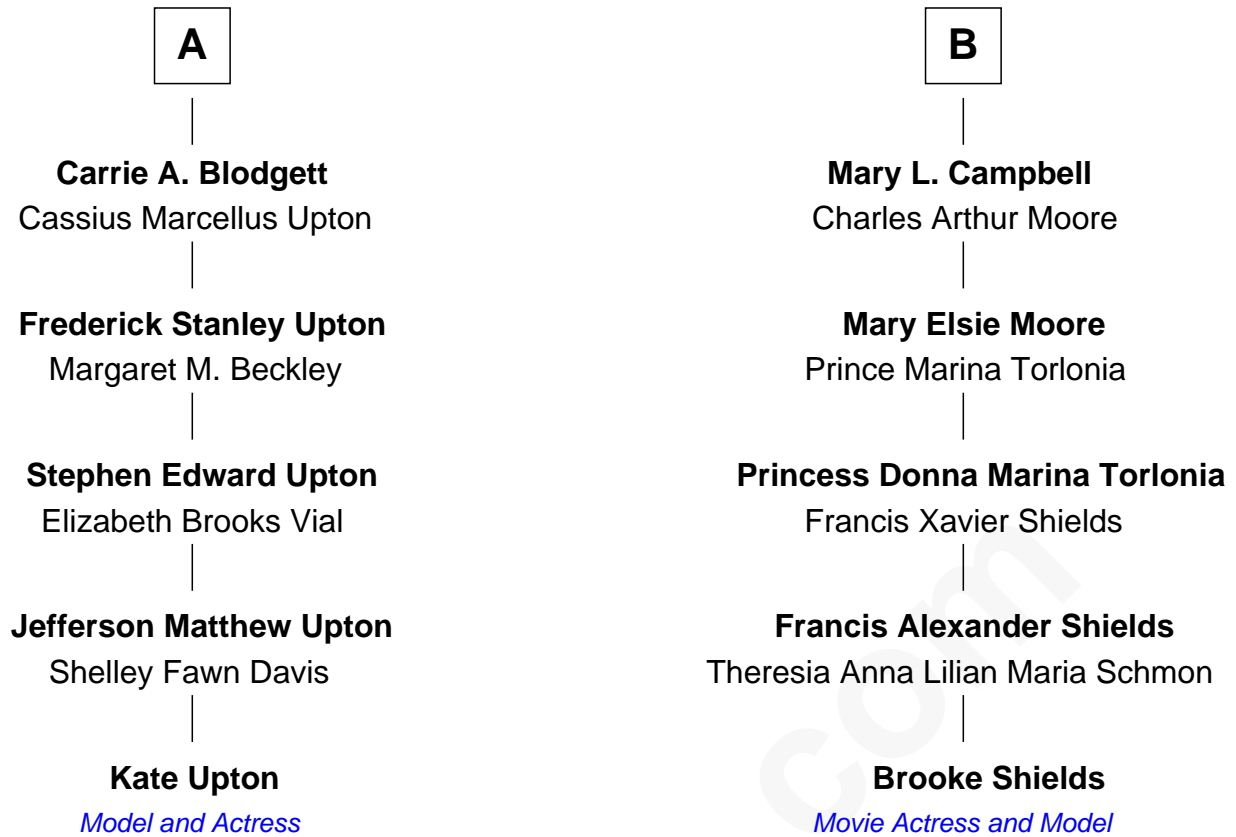 A
B
Carrie A. Blodgett
Cassius Marcellus Upton
Mary L. Campbell
Charles Arthur Moore
Frederick Stanley Upton
Margaret M. Beckley
Mary Elsie Moore
Prince Marina Torlonia
Stephen Edward Upton
Elizabeth Brooks Vial
Princess Donna Marina Torlonia
Francis Xavier Shields
Jefferson Matthew Upton
Shelley Fawn Davis
Francis Alexander Shields
Theresia Anna Lilian Maria Schmon
Kate Upton
Model and Actress
Brooke Shields
Movie Actress and Model
com